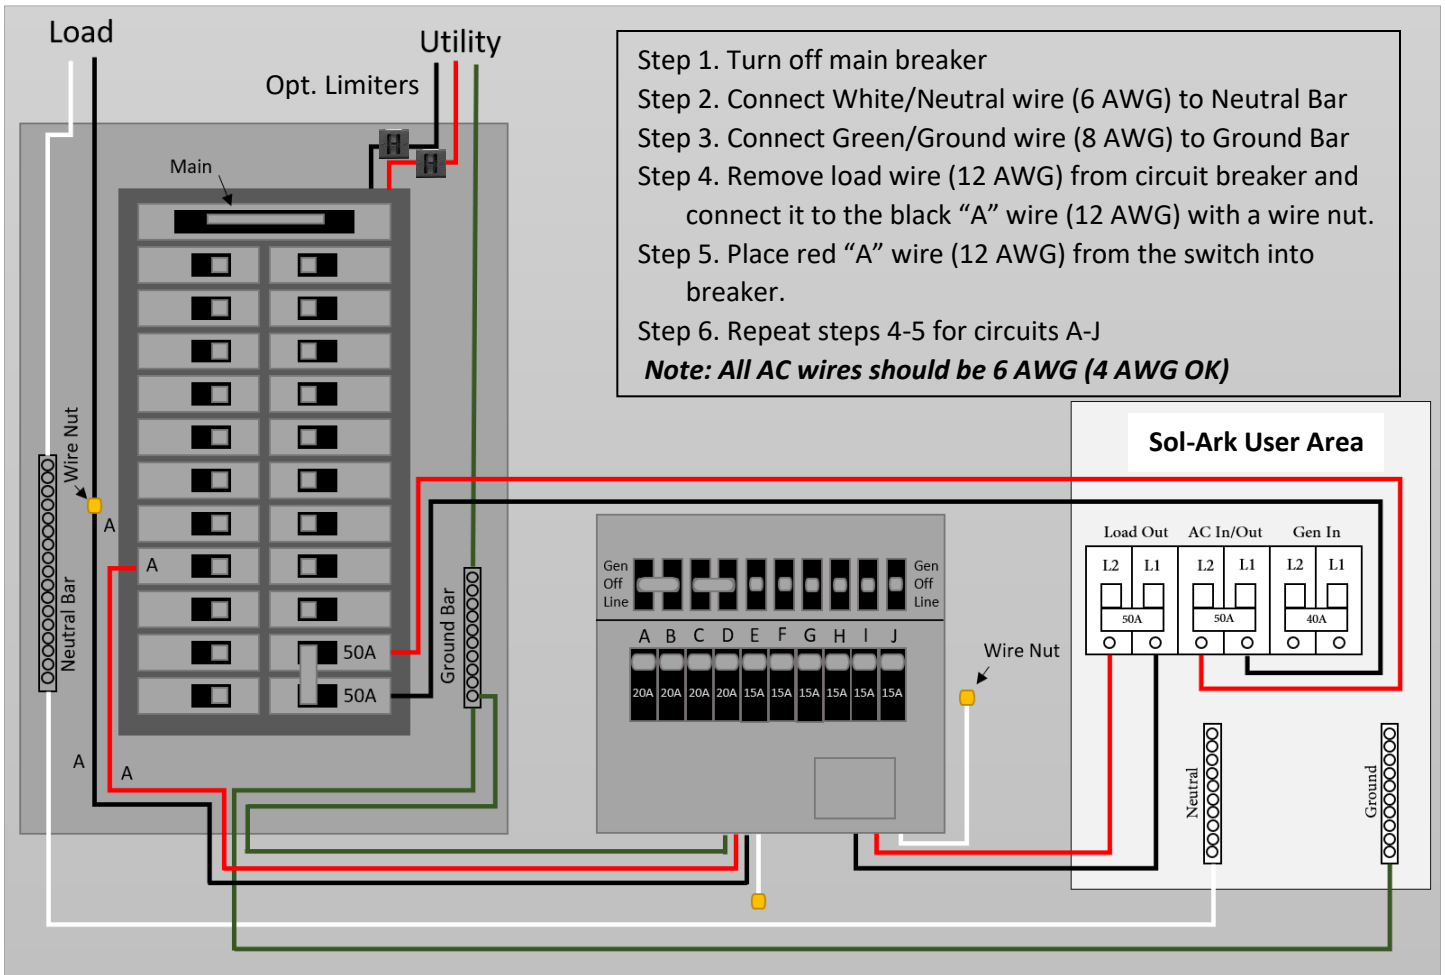 Load
Utility
Opt. Limiters
Main
Step 1. Turn off main breaker
Step 2. Connect White/Neutral wire (6 AWG) to Neutral Bar
Step 3. Connect Green/Ground wire (8 AWG) to Ground Bar
Step 4. Remove load wire (12 AWG) from circuit breaker and
connect it to the black “A” wire (12 AWG) with a wire nut.
Step 5. Place red “A” wire (12 AWG) from the switch into
breaker.
Step 6. Repeat steps 4-5 for circuits A-J
Note: All AC wires should be 6 AWG (4 AWG OK)
Wire Nut
A
A
Neutral Bar
Ground Bar
50A
50A
A
A
Gen
Off
Line
Gen
Off
Line
A B C D E F G H I J
20A 20A 20A 20A 15A 15A 15A 15A 15A 15A
Wire Nut
Sol-Ark User Area
Load Out AC In/Out Gen In
L2 L1 L2 L1 L2 L1
50A 50A 40A
Neutral
Ground